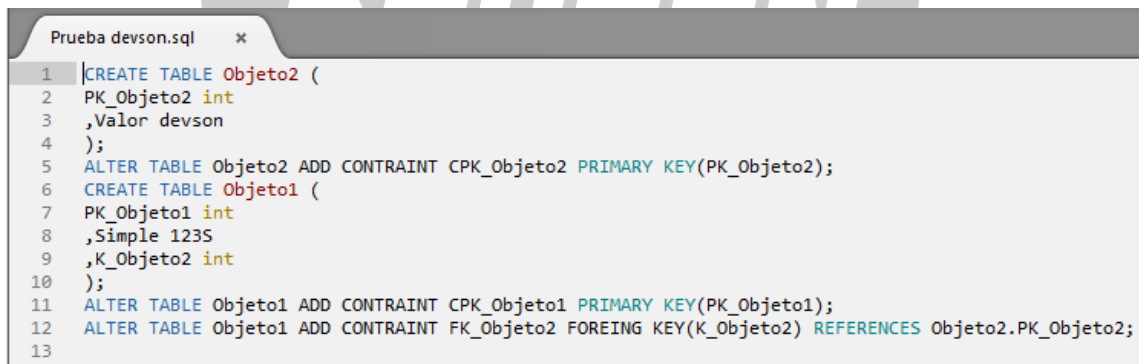 Prueba devson.sql ×
1 CREATE TABLE Objeto2 (
2 PK_Objeto2 int
3 ,Valor devson
4 );
5 ALTER TABLE Objeto2 ADD CONTRAINT CPK_Objeto2 PRIMARY KEY(PK_Objeto2);
6 CREATE TABLE Objeto1 (
7 PK_Objeto1 int
8 ,Simple 123S
9 ,K_Objeto2 int
10 );
11 ALTER TABLE Objeto1 ADD CONTRAINT CPK_Objeto1 PRIMARY KEY(PK_Objeto1);
12 ALTER TABLE Objeto1 ADD CONTRAINT FK_Objeto2 FOREING KEY(K_Objeto2) REFERENCES Objeto2.PK_Objeto2;
13